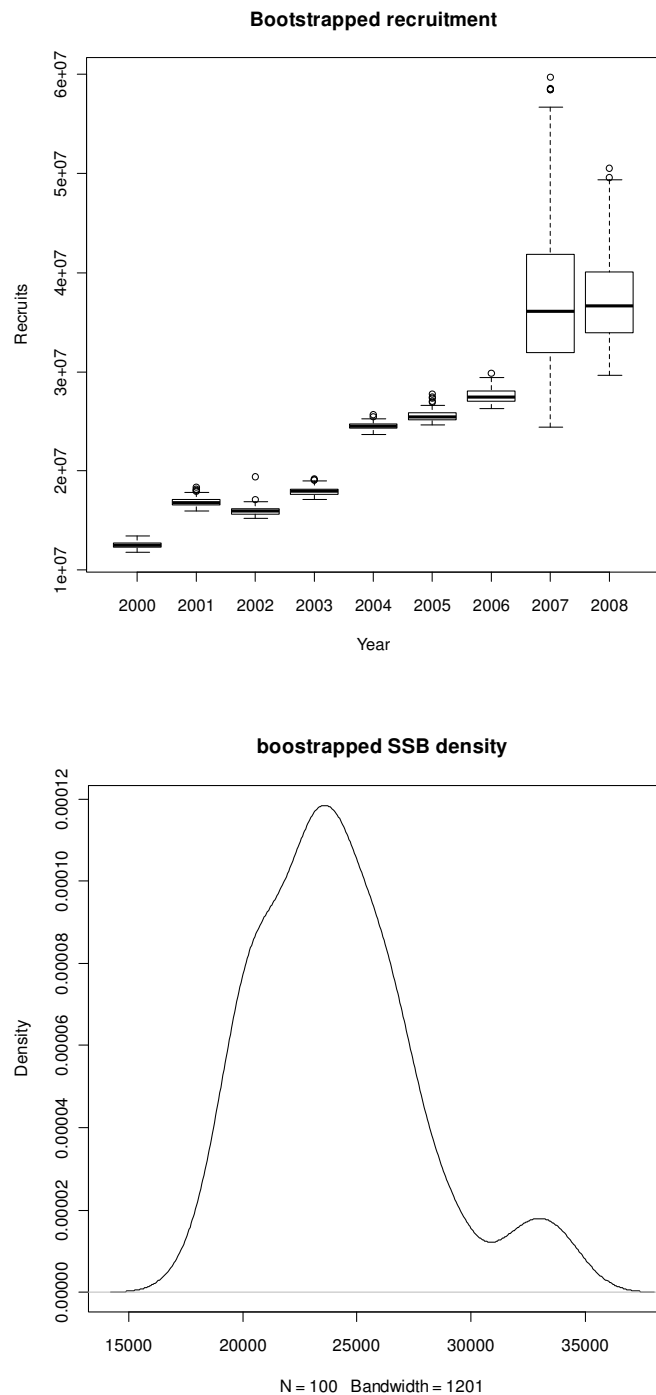 Bootstrapped recruitment
Recruits
6e+07
5e+07
4e+07
3e+07
2e+07
1e+07
2000 2001 2002 2003 2004 2005 2006 2007 2008
Year
boostrapped SSB density
Density
0.00012
0.00010
0.00008
0.00006
0.00004
0.00002
0.00000
15000 20000 25000 30000 35000
N = 100 Bandwidth = 1201